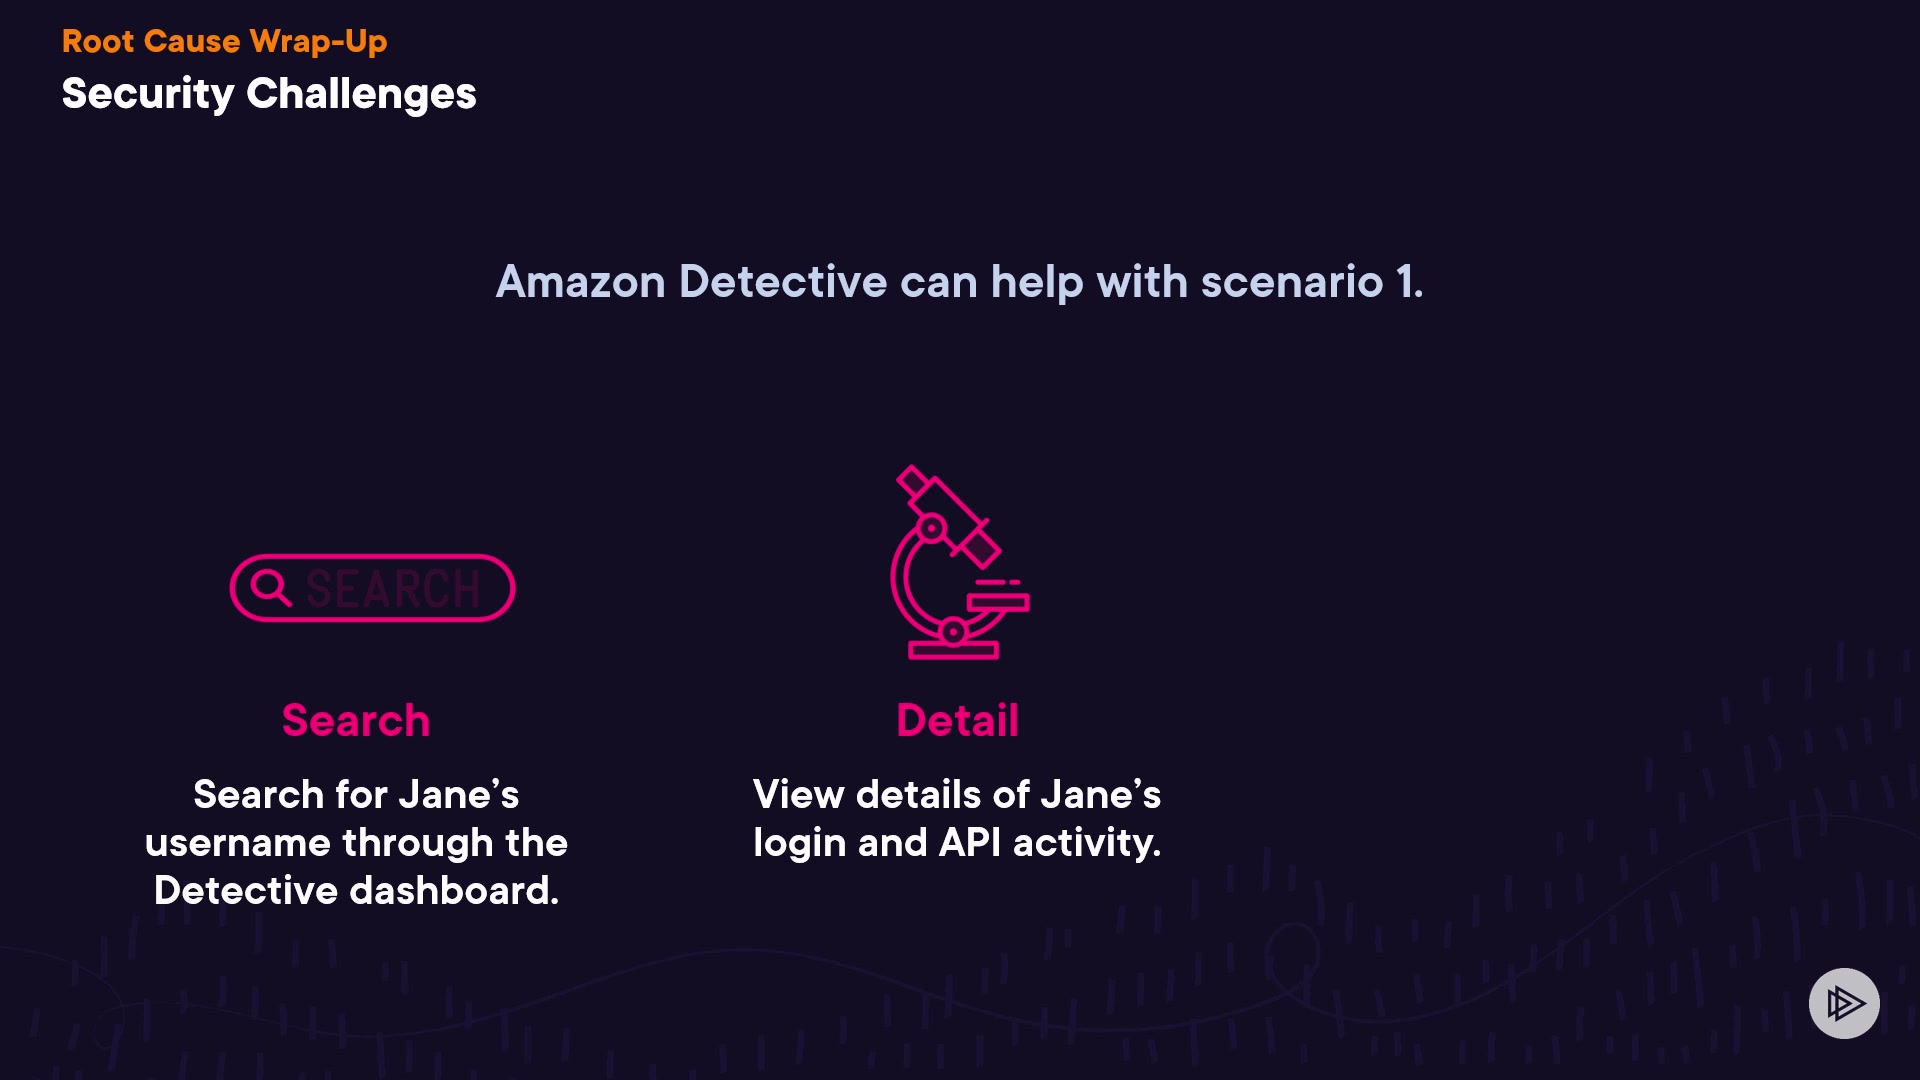 Root Cause Wrap-Up
Security Challenges
Amazon Detective can help with scenario 1.
SEARCH
Search
Search for Jane’s
username through the
Detective dashboard.
Detail
View details of Jane’s
login and API activity.